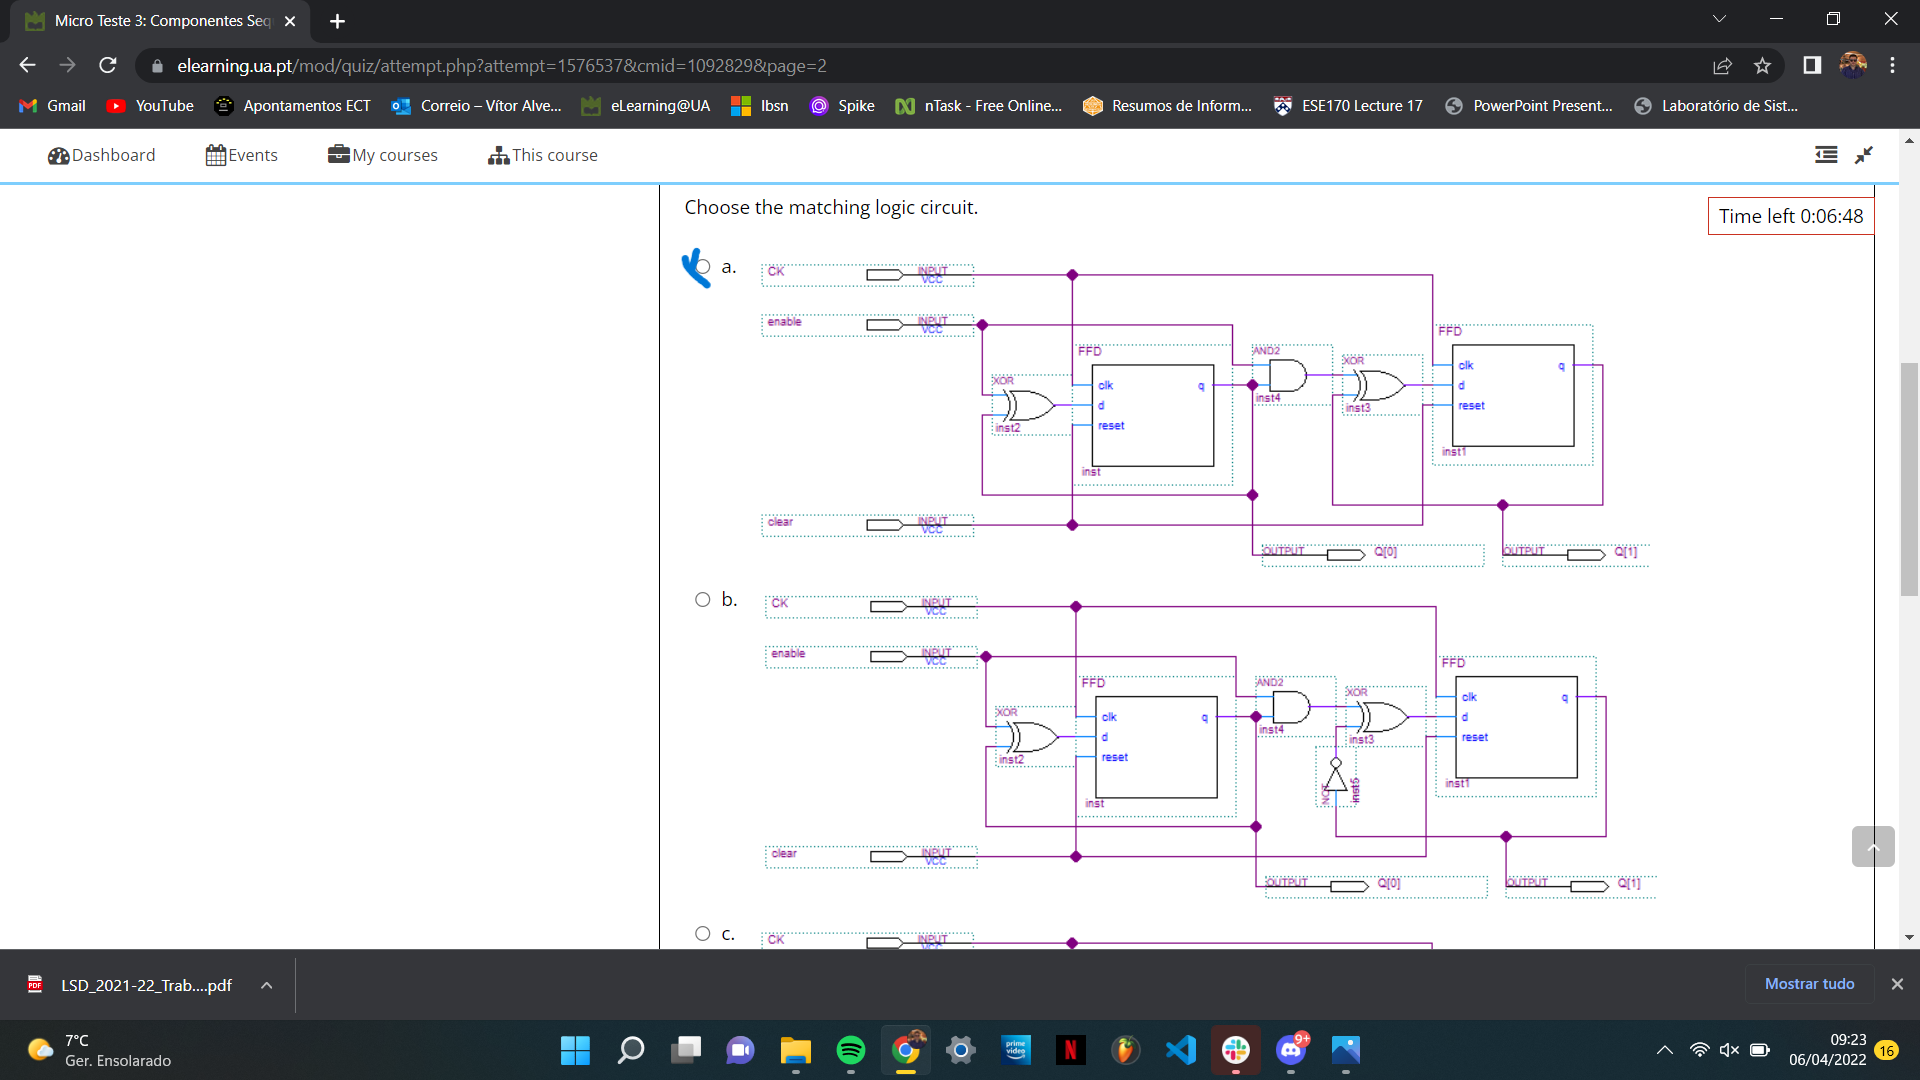 Micro Teste 3: Componentes Seq
elearning.ua.pt/mod/quiz/attempt.php?attempt=1576537&cmid=1092829&page=2
Gmail YouTube Apontamentos ECT Correio – Vítor Alve... eLearning@UA lbsn Spike nTask - Free Online... Resumos de Inform... ESE170 Lecture 17 PowerPoint Present... Laboratório de Sist...
Dashboard Events My courses This course
Choose the matching logic circuit.
Time left 0:06:48
a.
CK INPUT VCC
enable INPUT VCC
FFD
FFD AND2 XOR
clk q
clk q
d
XOR inst4 inst3 reset
d
inst2 reset
inst1
inst
clear INPUT VCC
OUTPUT Q[0] OUTPUT Q[1]
b.
CK INPUT VCC
enable INPUT VCC
FFD
FFD AND2 XOR
clk q
clk q
d
XOR inst4 inst3 reset
d
inst2 reset
NOT inst5 inst1
inst
clear INPUT VCC
OUTPUT Q[0] OUTPUT Q[1]
c.
CK INPUT VCC
PDF LSD_2021-22_Trab....pdf Mostrar tudo
7°C
Ger. Ensolarado
prime video
N
9+
09:23
06/04/2022
16